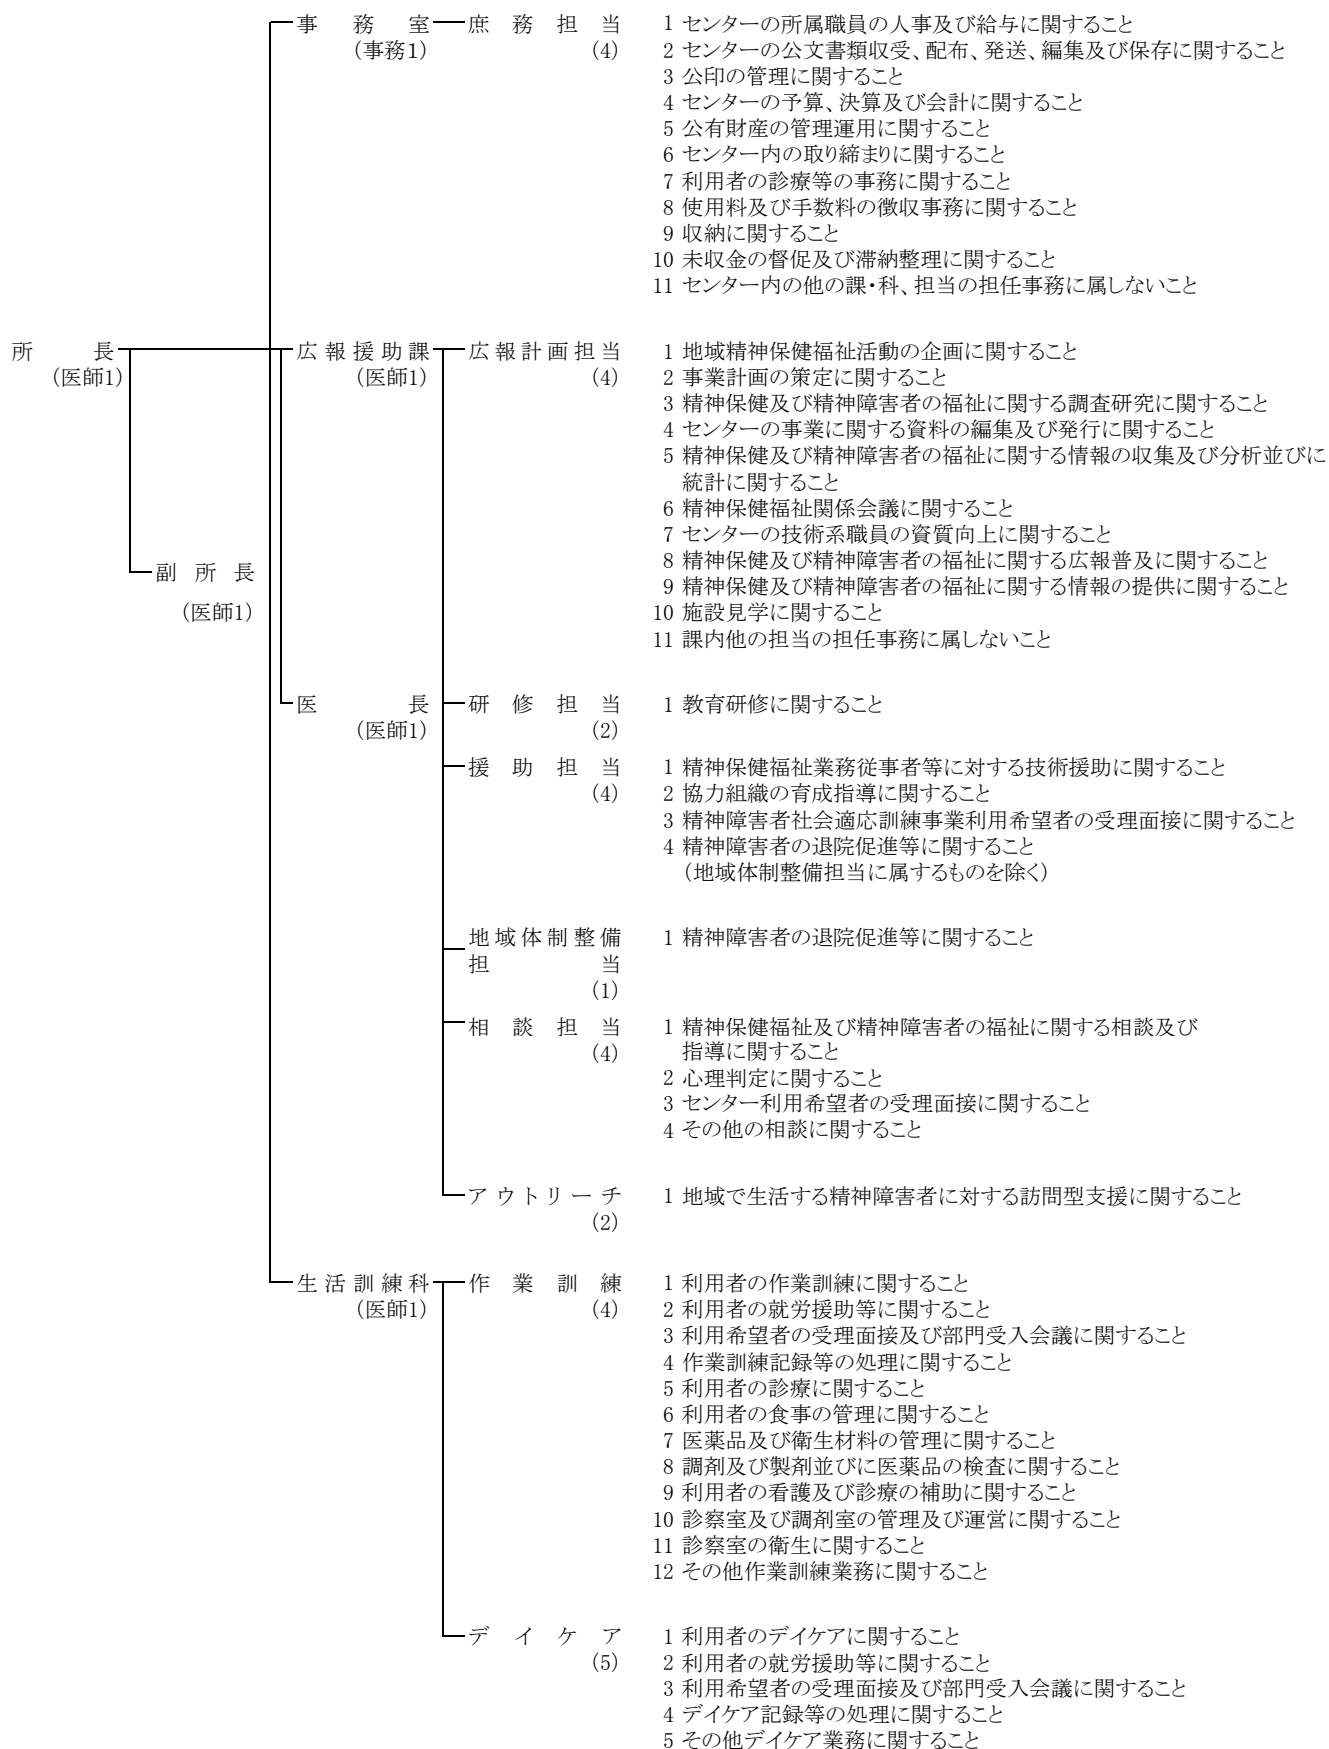 事務室 庶務担当 1 センターの所属職員の人事及び給与に関すること
(事務1) (4) 2 センターの公文書類収受、配布、発送、編集及び保存に関すること
3 公印の管理に関すること
4 センターの予算、決算及び会計に関すること
5 公有財産の管理運用に関すること
6 センター内の取り締まりに関すること
7 利用者の診療等の事務に関すること
8 使用料及び手数料の徴収事務に関すること
9 収納に関すること
10 未収金の督促及び滞納整理に関すること
11 センター内の他の課・科、担当の担任事務に属しないこと
所長 広報援助課 広報計画担当 1 地域精神保健福祉活動の企画に関すること
(医師1) (医師1) (4) 2 事業計画の策定に関すること
3 精神保健及び精神障害者の福祉に関する調査研究に関すること
4 センターの事業に関する資料の編集及び発行に関すること
5 精神保健及び精神障害者の福祉に関する情報の収集及び分析並びに
統計に関すること
6 精神保健福祉関係会議に関すること
7 センターの技術系職員の資質向上に関すること
副所長 8 精神保健及び精神障害者の福祉に関する広報普及に関すること
9 精神保健及び精神障害者の福祉に関する情報の提供に関すること
(医師1) 10 施設見学に関すること
11 課内他の担当の担任事務に属しないこと
医長 研修担当 1 教育研修に関すること
(医師1) (2)
援助担当 1 精神保健福祉業務従事者等に対する技術援助に関すること
(4) 2 協力組織の育成指導に関すること
3 精神障害者社会適応訓練事業利用希望者の受理面接に関すること
4 精神障害者の退院促進等に関すること
(地域体制整備担当に属するものを除く)
地域体制整備 1 精神障害者の退院促進等に関すること
担当
(1)
相談担当 1 精神保健福祉及び精神障害者の福祉に関する相談及び
(4) 指導に関すること
2 心理判定に関すること
3 センター利用希望者の受理面接に関すること
4 その他の相談に関すること
アウトリーチ 1 地域で生活する精神障害者に対する訪問型支援に関すること
(2)
生活訓練科 作業訓練 1 利用者の作業訓練に関すること
(医師1) (4) 2 利用者の就労援助等に関すること
3 利用希望者の受理面接及び部門受入会議に関すること
4 作業訓練記録等の処理に関すること
5 利用者の診療に関すること
6 利用者の食事の管理に関すること
7 医薬品及び衛生材料の管理に関すること
8 調剤及び製剤並びに医薬品の検査に関すること
9 利用者の看護及び診療の補助に関すること
10 診察室及び調剤室の管理及び運営に関すること
11 診察室の衛生に関すること
12 その他作業訓練業務に関すること
デイケア 1 利用者のデイケアに関すること
(5) 2 利用者の就労援助等に関すること
3 利用希望者の受理面接及び部門受入会議に関すること
4 デイケア記録等の処理に関すること
5 その他デイケア業務に関すること